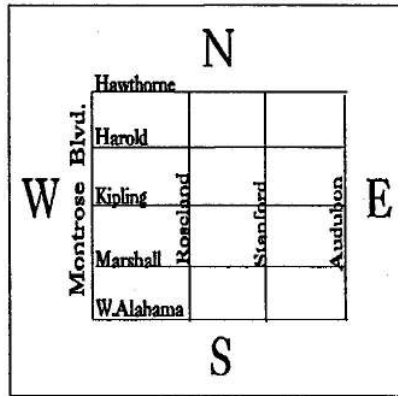 N
Hawthorne
Montrose Blvd.
Harold
W
Kipling
Roseland
Stanford
Audubon
E
Marshall
W.Alahama
S